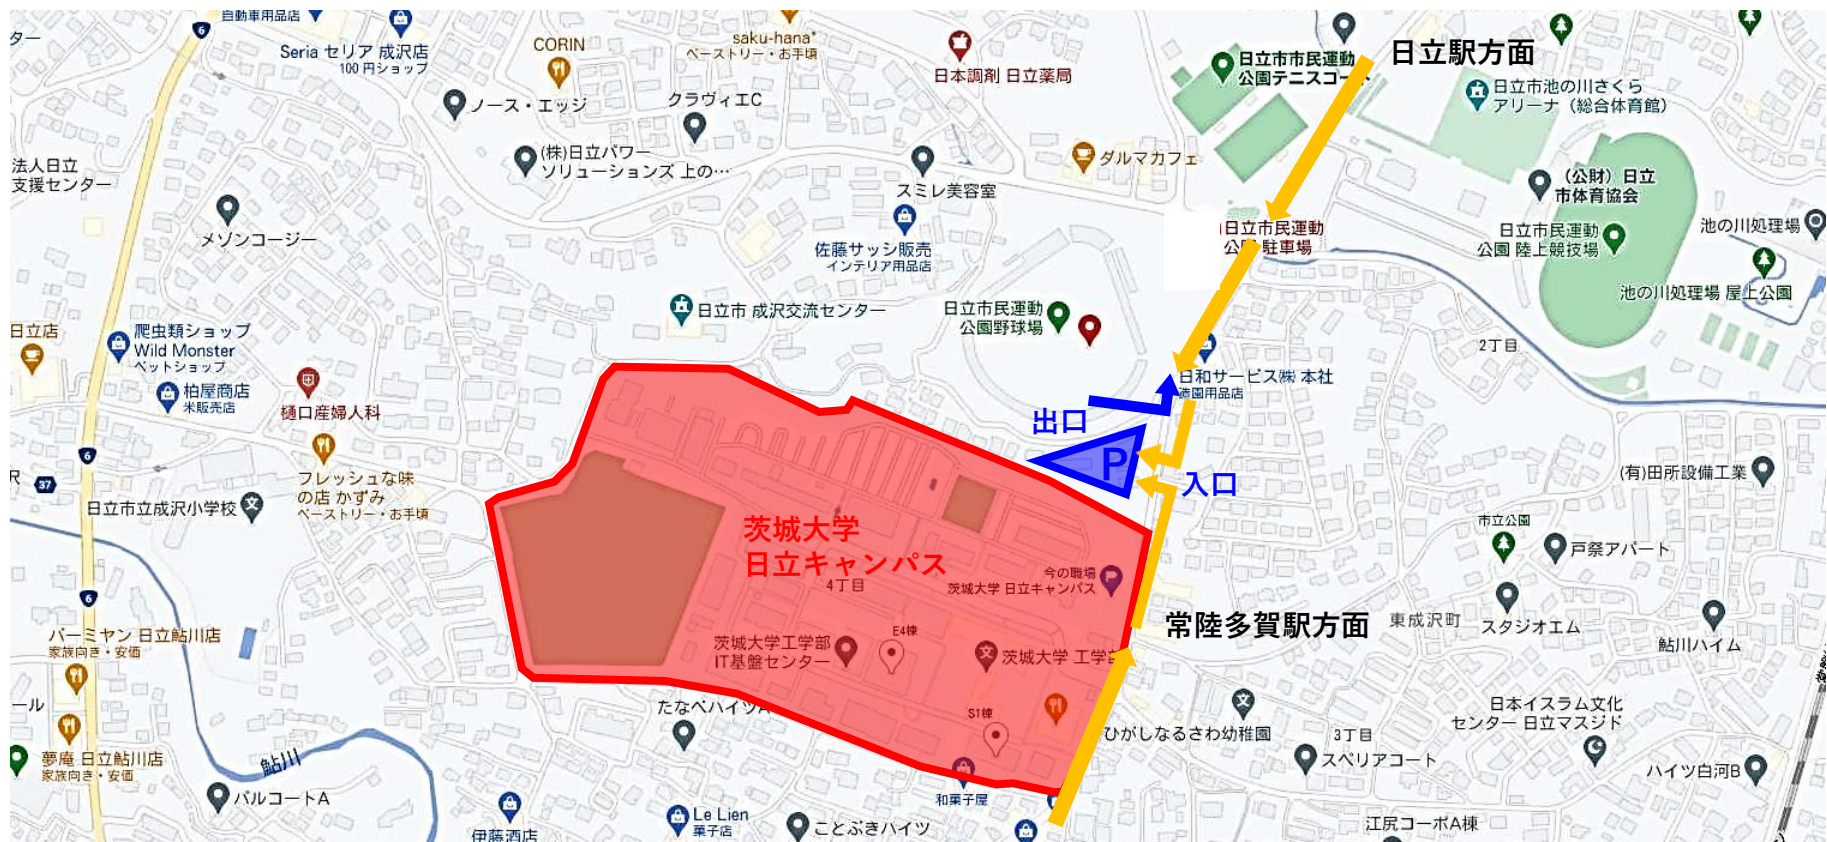 自動車用品店
6
ター
Seria セリア 成沢店
100 円ショップ
CORIN
saku-hana*
ペーストリー・お手頃
日本調剤 日立薬局
日立市市民運動
公園テニスコート
日立駅方面
日立市池の川さくら
アリーナ（総合体育館）
ノース・エッジ
クラヴィエC
法人日立
支援センター
(株)日立パワー
ソリューションズ 上の…
ダルマカフェ
スミレ美容室
（公財）日立
市体育協会
メゾンコージー
佐藤サッシ販売
インテリア用品店
日立市民運動
公園 駐車場
日立市民運動
公園 陸上競技場
池の川処理場
池の川処理場 屋上公園
日立市 成沢交流センター
日立市民運動
公園野球場
日立店
爬虫類ショップ
Wild Monster
ペットショップ
柏屋商店
米販売店
樋口産婦人科
2丁目
日和サービス㈱ 本社
造園用品店
出口
P
入口
6
37
沢
フレッシュな味
の店 かずみ
ペーストリー・お手頃
日立市立成沢小学校
(有)田所設備工業
茨城大学
日立キャンパス
市立公園
戸祭アパート
今の職場
茨城大学 日立キャンパス
4丁目
6
常陸多賀駅方面
東成沢町
スタジオエム
鮎川ハイム
バーミヤン 日立鮎川店
家族向き・安価
茨城大学工学部
IT基盤センター
E4棟
茨城大学 工学部
ール
たなべハイツA
S1棟
ひがしなるさわ幼稚園
3丁目
日本イスラム文化
センター 日立マスジド
夢庵 日立鮎川店
家族向き・安価
鮎川
スペリアコート
ハイツ白河B
パルコートA
和菓子屋
伊藤酒店
Le Lien
菓子店
ことぶきハイツ
江尻コーポA棟